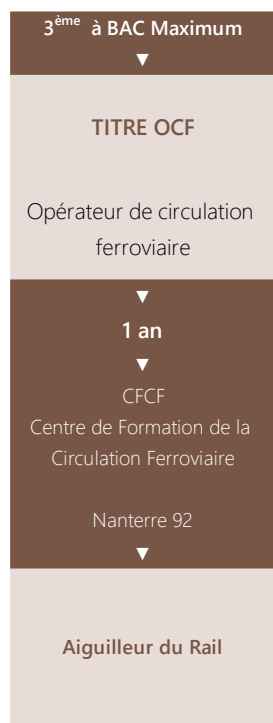 3ème à BAC Maximum
▼
TITRE OCF
Opérateur de circulation
ferroviaire
▼
1 an
▼
CFCF
Centre de Formation de la
Circulation Ferroviaire
Nanterre 92
▼
Aiguilleur du Rail